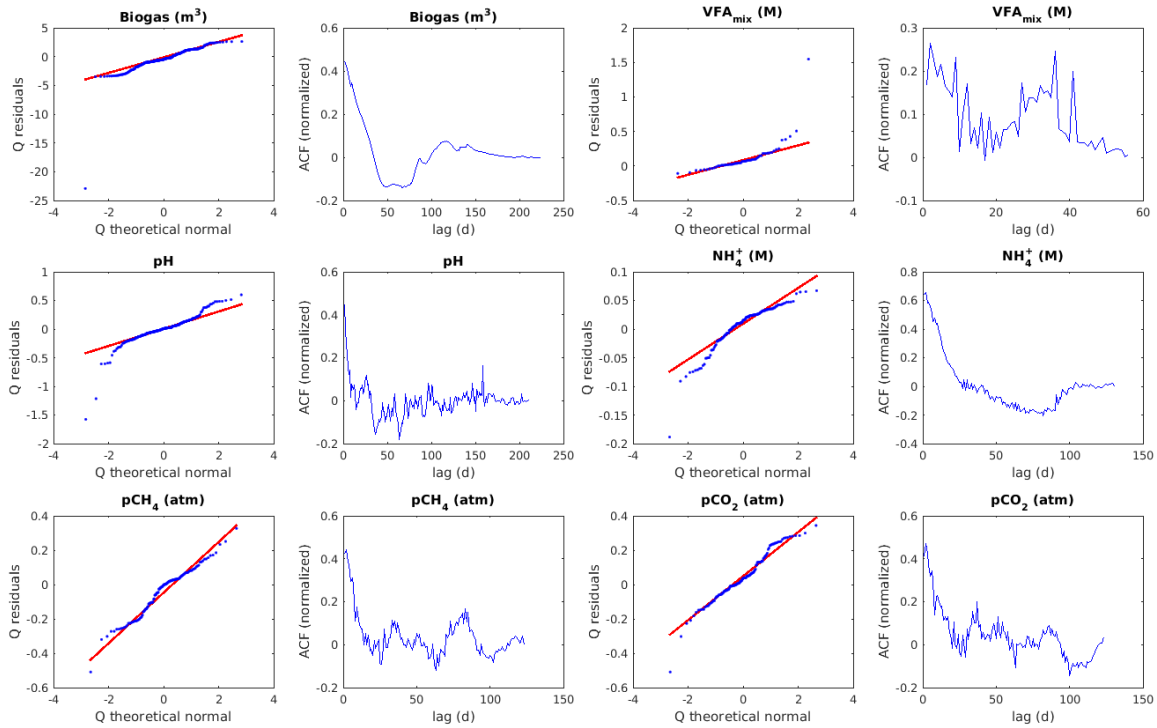 Biogas (m³)
Q residuals
5
0
-5
-10
-15
-20
-25
-4 -2 0 2 4
Q theoretical normal
Biogas (m³)
ACF (normalized)
0.6
0.4
0.2
0
-0.2
0 50 100 150 200 250
lag (d)
VFAmix (M)
Q residuals
2
1.5
1
0.5
0
-0.5
-4 -2 0 2 4
Q theoretical normal
VFAmix (M)
ACF (normalized)
0.3
0.2
0.1
0
-0.1
0 20 40 60
lag (d)
pH
Q residuals
1
0.5
0
-0.5
-1
-1.5
-2
-4 -2 0 2 4
Q theoretical normal
pH
ACF (normalized)
0.6
0.4
0.2
0
-0.2
0 50 100 150 200 250
lag (d)
NH₄⁺ (M)
Q residuals
0.1
0.05
0
-0.05
-0.1
-0.15
-0.2
-4 -2 0 2 4
Q theoretical normal
NH₄⁺ (M)
ACF (normalized)
0.8
0.6
0.4
0.2
0
-0.2
-0.4
0 50 100 150
lag (d)
pCH₄ (atm)
Q residuals
0.4
0.2
0
-0.2
-0.4
-0.6
-4 -2 0 2 4
Q theoretical normal
pCH₄ (atm)
ACF (normalized)
0.6
0.4
0.2
0
-0.2
0 50 100 150
lag (d)
pCO₂ (atm)
Q residuals
0.4
0.2
0
-0.2
-0.4
-0.6
-4 -2 0 2 4
Q theoretical normal
pCO₂ (atm)
ACF (normalized)
0.6
0.4
0.2
0
-0.2
0 50 100 150
lag (d)